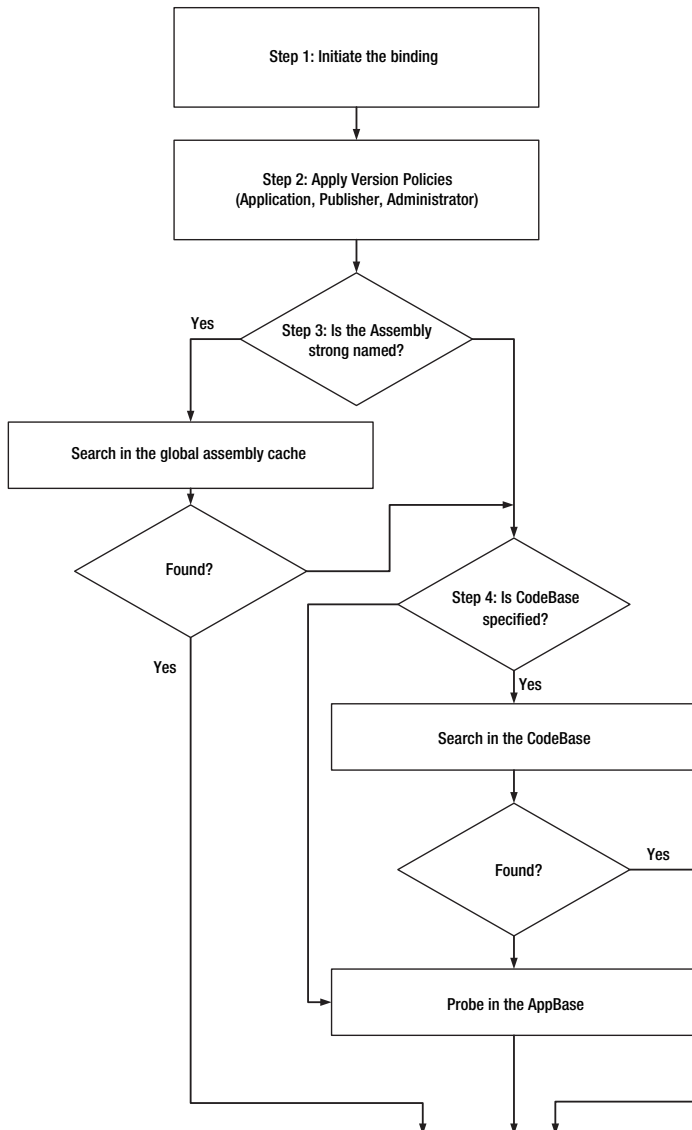 Step 1: Initiate the binding
Step 2: Apply Version Policies
(Application, Publisher, Administrator)
Yes
Step 3: Is the Assembly
strong named?
Search in the global assembly cache
Found?
Step 4: Is CodeBase
specified?
Yes
Yes
Search in the CodeBase
Found?
Yes
Probe in the AppBase